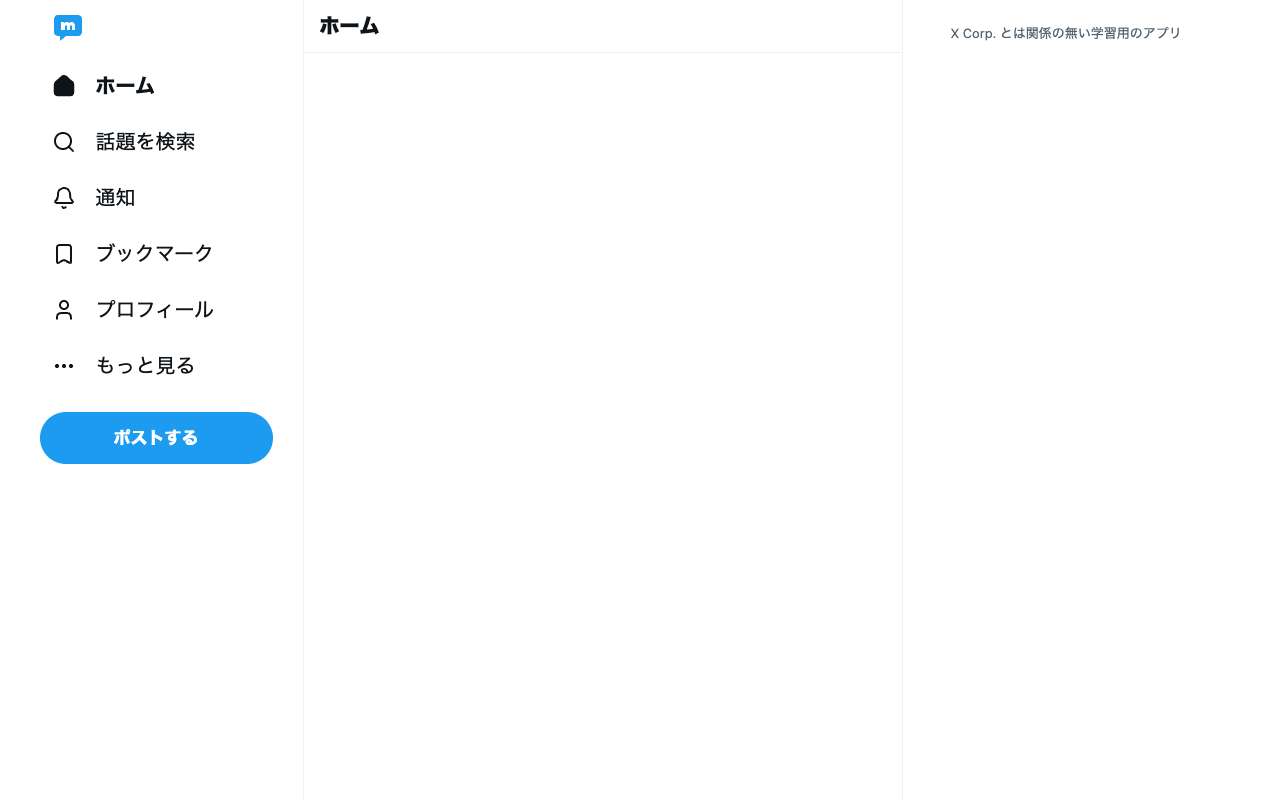 m
ホーム
話題を検索
通知
ブックマーク
プロフィール
もっと見る
ポストする
ホーム
X Corp. とは関係の無い学習用のアプリ